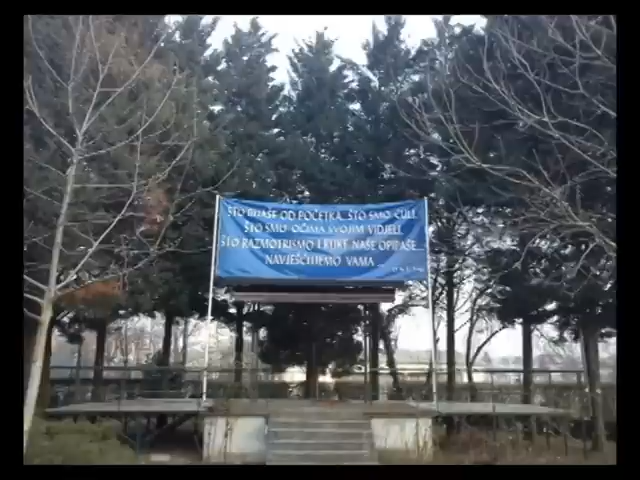 ŠTO BIJAŠE OD POČETKA, ŠTO SMO ČULI,
ŠTO SMO OČIMA SVOJIM VIDJELI,
ŠTO RAZMOTRISMO I RUKE NAŠE OPIPAŠE...
NAVJEŠĆUJEMO VAMA